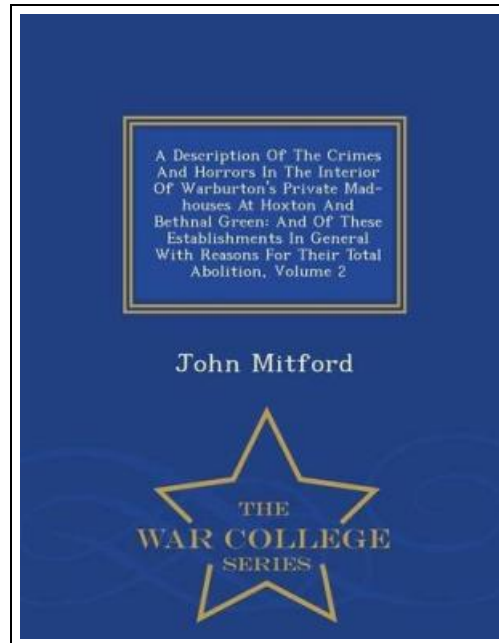 A Description Of The Crimes
And Horrors In The Interior
Of Warburton's Private Mad-
houses At Hoxton And
Bethnal Green: And Of These
Establishments In General
With Reasons For Their Total
Abolition, Volume 2
John Mitford
THE
WAR COLLEGE
SERIES